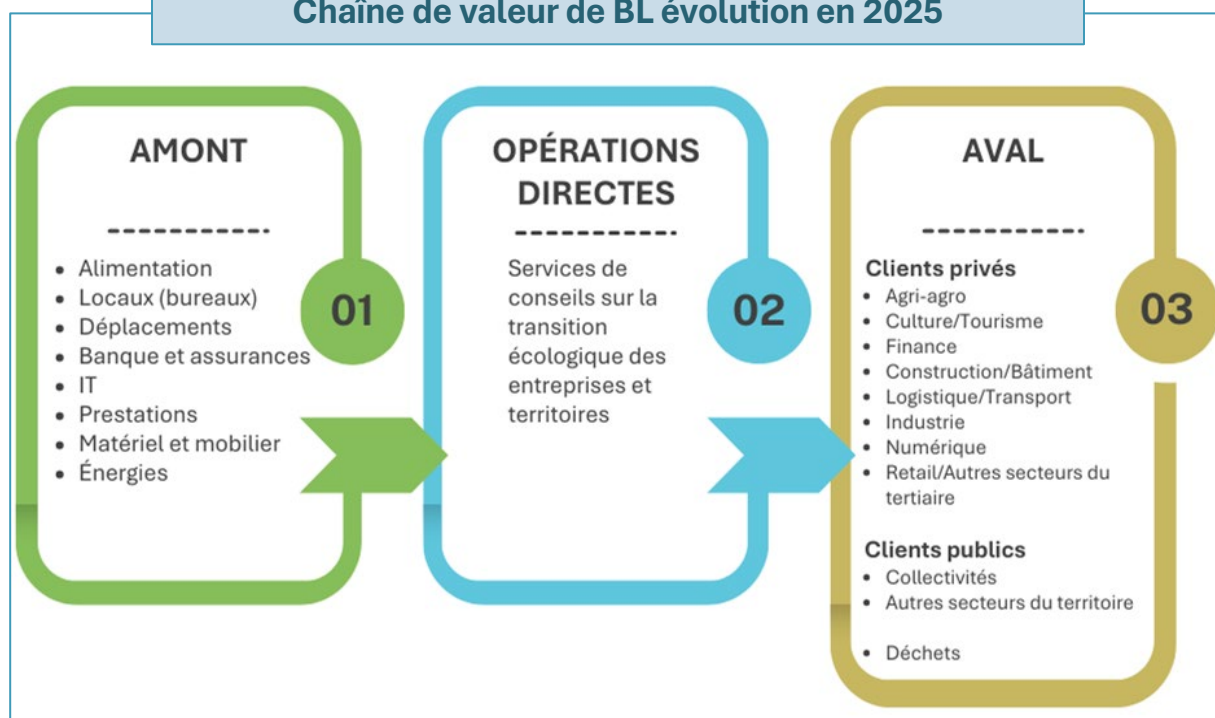 Chaîne de valeur de BL évolution en 2025
AMONT
• Alimentation
• Locaux (bureaux)
• Déplacements
• Banque et assurances
• IT
• Prestations
• Matériel et mobilier
• Énergies
01
OPÉRATIONS
DIRECTES
Services de
conseils sur la
transition
écologique des
entreprises et
territoires
02
AVAL
Clients privés
• Agri-agro
• Culture/Tourisme
• Finance
• Construction/Bâtiment
• Logistique/Transport
• Industrie
• Numérique
• Retail/Autres secteurs du
tertiaire
Clients publics
• Collectivités
• Autres secteurs du territoire
• Déchets
03